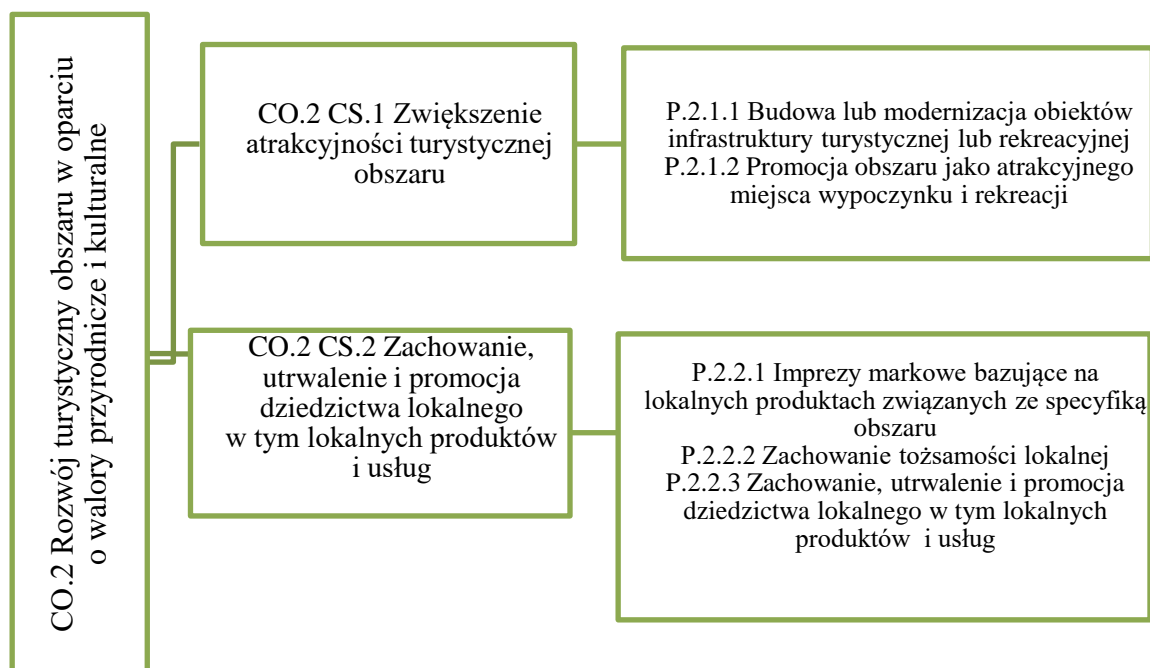 CO.2 Rozwój turystyczny obszaru w oparciu
o walory przyrodnicze i kulturalne
CO.2 CS.1 Zwiększenie
atrakcyjności turystycznej
obszaru
P.2.1.1 Budowa lub modernizacja obiektów
infrastruktury turystycznej lub rekreacyjnej
P.2.1.2 Promocja obszaru jako atrakcyjnego
miejsca wypoczynku i rekreacji
CO.2 CS.2 Zachowanie,
utrwalenie i promocja
dziedzictwa lokalnego
w tym lokalnych produktów
i usług
P.2.2.1 Imprezy markowe bazujące na
lokalnych produktach związanych ze specyfiką
obszaru
P.2.2.2 Zachowanie tożsamości lokalnej
P.2.2.3 Zachowanie, utrwalenie i promocja
dziedzictwa lokalnego w tym lokalnych
produktów i usług